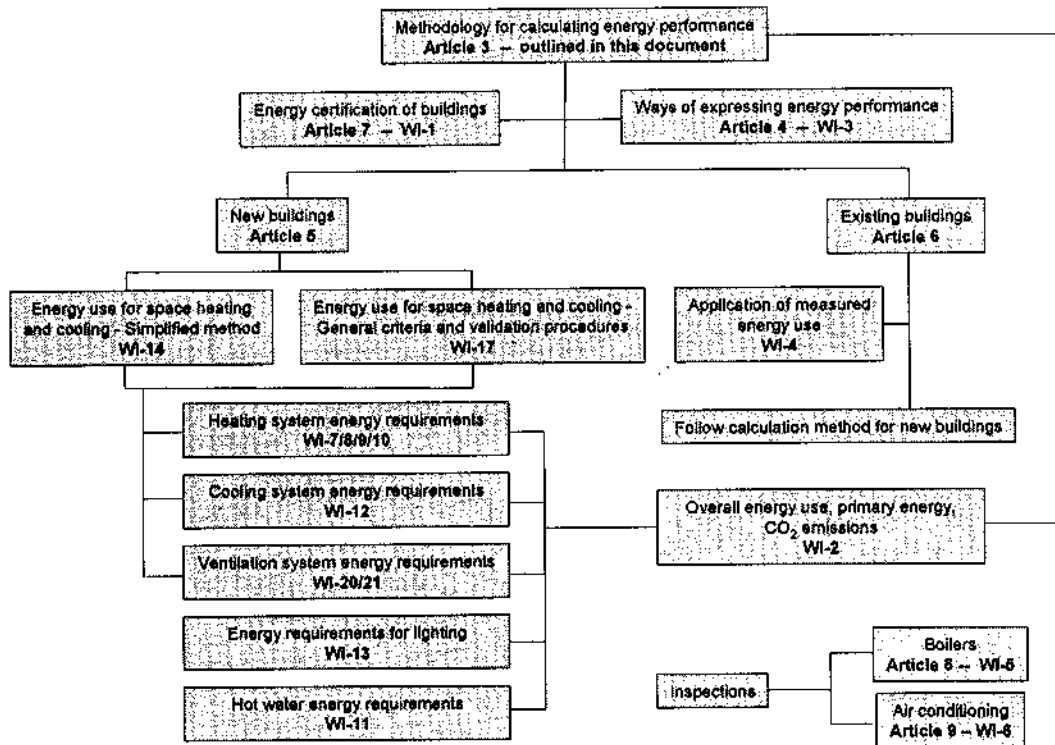 Methodology for calculating energy performance
Article 3 – outlined in this document
Energy certification of buildings
Article 7 – WI-1
Ways of expressing energy performance
Article 4 – WI-3
New buildings
Article 5
Existing buildings
Article 6
Energy use for space heating
and cooling - Simplified method
WI-14
Energy use for space heating and cooling -
General criteria and validation procedures
WI-17
Application of measured
energy use
WI-4
Heating system energy requirements
WI-7/8/9/10
Follow calculation method for new buildings
Cooling system energy requirements
WI-12
Overall energy use, primary energy,
CO₂ emissions
WI-2
Ventilation system energy requirements
WI-20/21
Energy requirements for lighting
WI-13
Hot water energy requirements
WI-11
Inspections
Boilers
Article 8 – WI-5
Air conditioning
Article 9 – WI-6